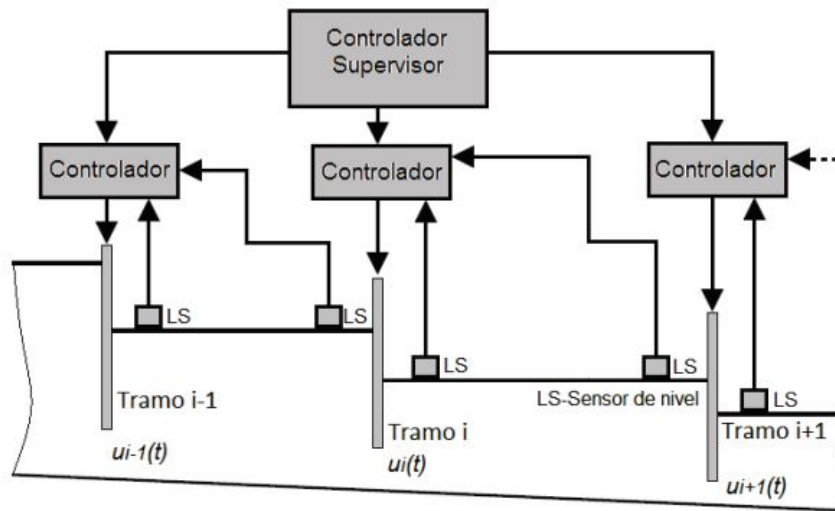 Controlador
Supervisor
Controlador
Controlador
Controlador
LS
LS
LS
LS
LS-Sensor de nivel
LS
Tramo i-1
Tramo i
Tramo i+1
ui-1(t)
ui(t)
ui+1(t)